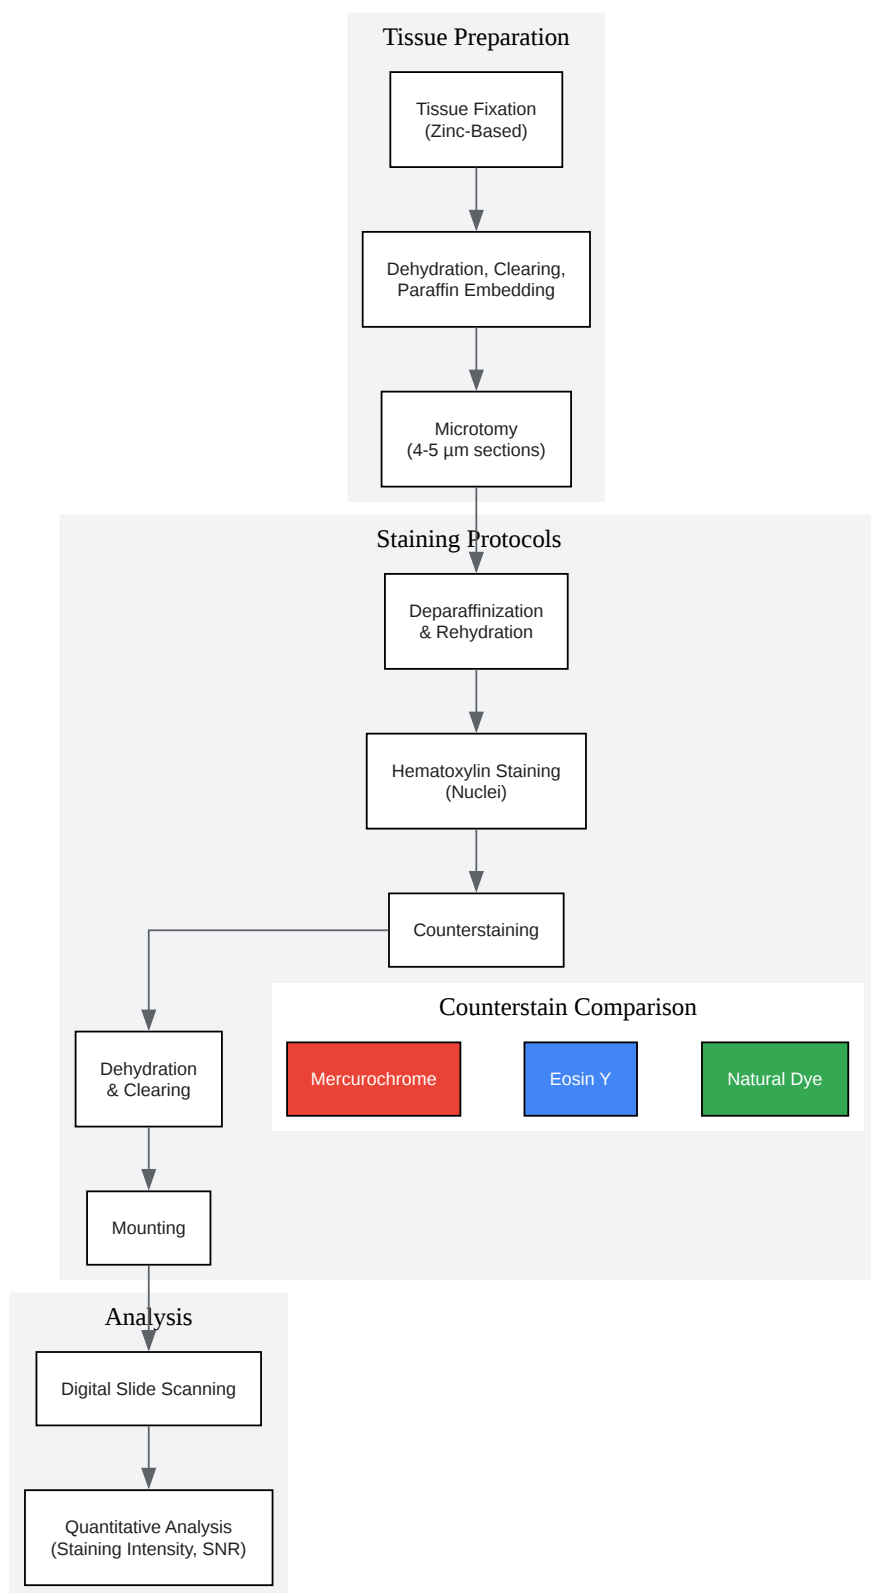 Tissue Preparation
Tissue Fixation
(Zinc-Based)
Dehydration, Clearing,
Paraffin Embedding
Microtomy
(4-5 µm sections)
Staining Protocols
Deparaffinization
& Rehydration
Hematoxylin Staining
(Nuclei)
Counterstaining
Counterstain Comparison
Mercurochrome
Eosin Y
Natural Dye
Dehydration
& Clearing
Mounting
Analysis
Digital Slide Scanning
Quantitative Analysis
(Staining Intensity, SNR)